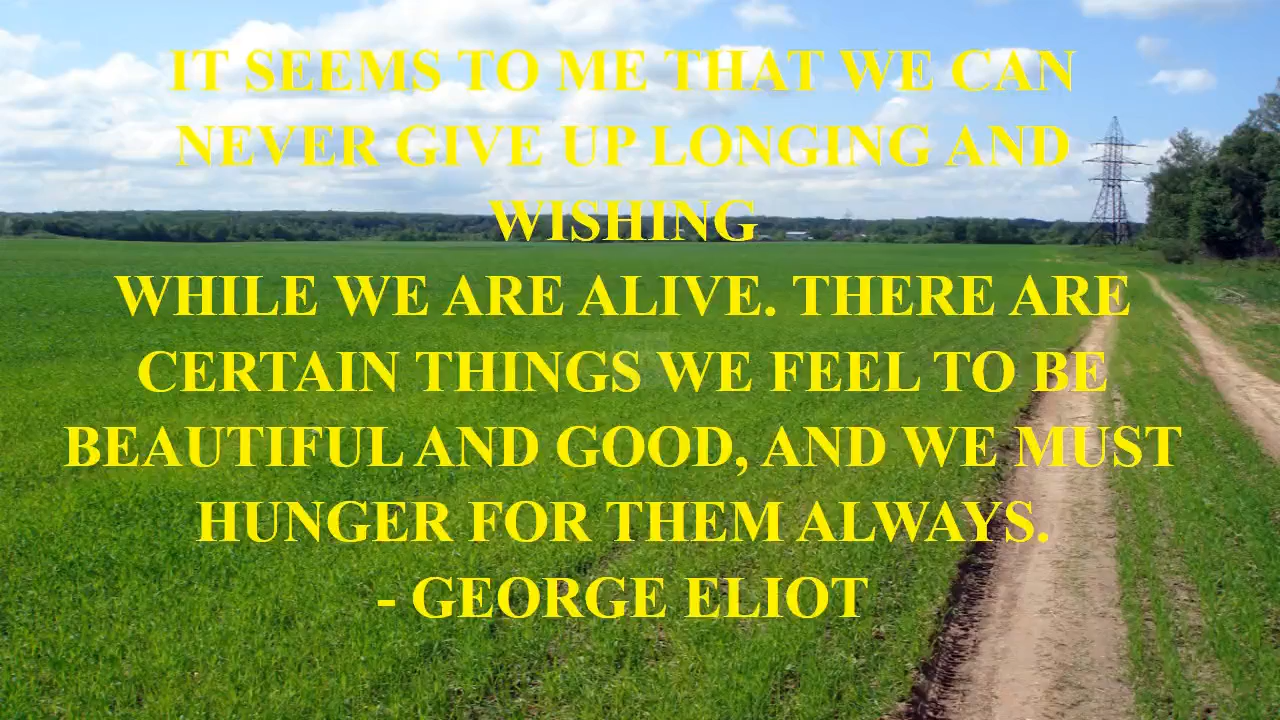 IT SEEMS TO ME THAT WE CAN
NEVER GIVE UP LONGING AND
WISHING
WHILE WE ARE ALIVE. THERE ARE
CERTAIN THINGS WE FEEL TO BE
BEAUTIFUL AND GOOD, AND WE MUST
HUNGER FOR THEM ALWAYS.
- GEORGE ELIOT